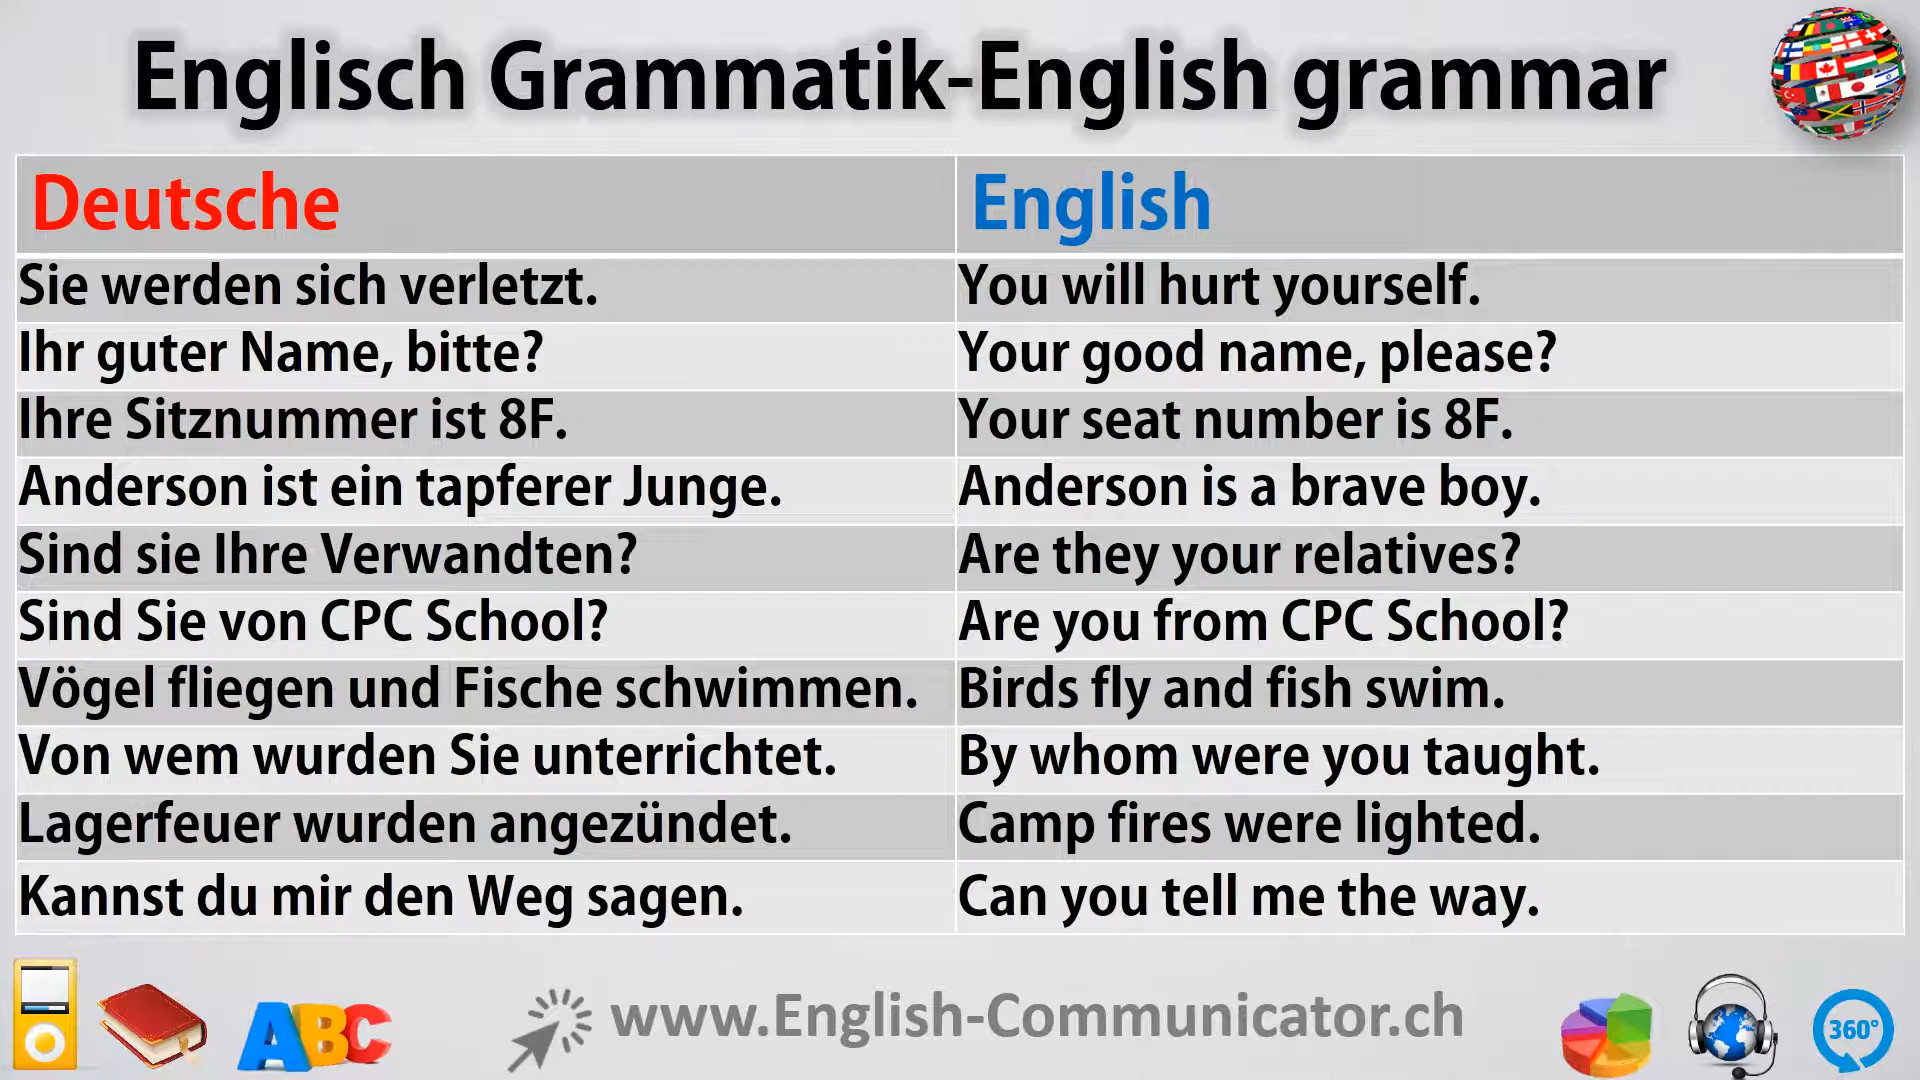 Englisch Grammatik-English grammar
Deutsche English
Sie werden sich verletzt. You will hurt yourself.
Ihr guter Name, bitte? Your good name, please?
Ihre Sitznummer ist 8F. Your seat number is 8F.
Anderson ist ein tapferer Junge. Anderson is a brave boy.
Sind sie Ihre Verwandten? Are they your relatives?
Sind Sie von CPC School? Are you from CPC School?
Vögel fliegen und Fische schwimmen. Birds fly and fish swim.
Von wem wurden Sie unterrichtet. By whom were you taught.
Lagerfeuer wurden angezündet. Camp fires were lighted.
Kannst du mir den Weg sagen. Can you tell me the way.
ABC www.English-Communicator.ch 360°